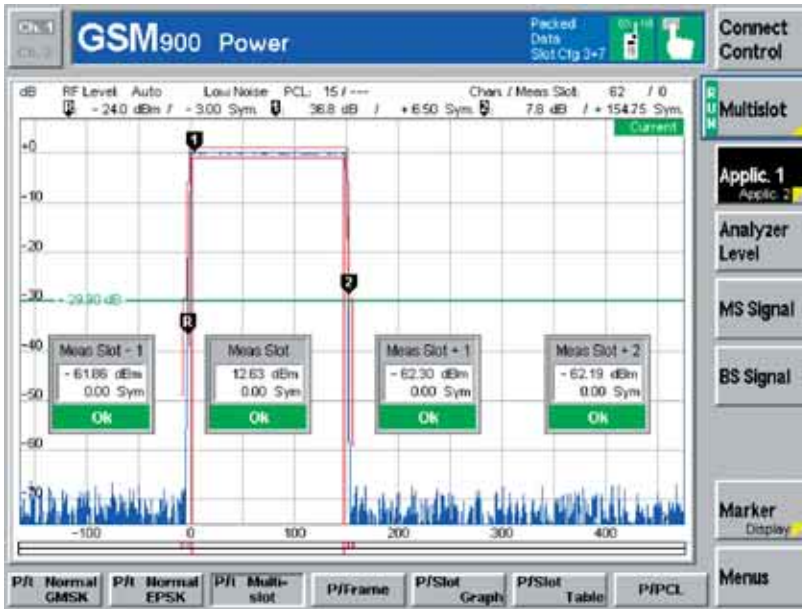 Ch. 1
Ch. 2
GSM900 Power
Packed
Data
Slot Cfg 3+7
Connect
Control
dB RF Level: Auto Low Noise PCL: 15 / --- Chan. / Meas Slot: 62 / 0
R: - 24.0 dBm / - 3.00 Sym. 1: 36.8 dB / + 6.50 Sym. 2: 7.8 dB / + 154.75 Sym.
Current
RUN
Multislot
+0
1
Applic. 1
Applic. 2
-10
-20
Analyzer
Level
2
-30
- 29.90 dB
R
MS Signal
-40
Meas Slot - 1
- 61.86 dBm
0.00 Sym
Ok
Meas Slot
12.63 dBm
0.00 Sym
Ok
Meas Slot + 1
- 62.30 dBm
0.00 Sym
Ok
Meas Slot + 2
- 62.19 dBm
0.00 Sym
Ok
BS Signal
-50
-60
-70
-100 0 100 200 300 400
Marker
Display
P/t Normal
GMSK
P/t Normal
EPSK
P/t Multi-
slot
P/Frame
P/Slot
Graph
P/Slot
Table
P/PCL
Menus